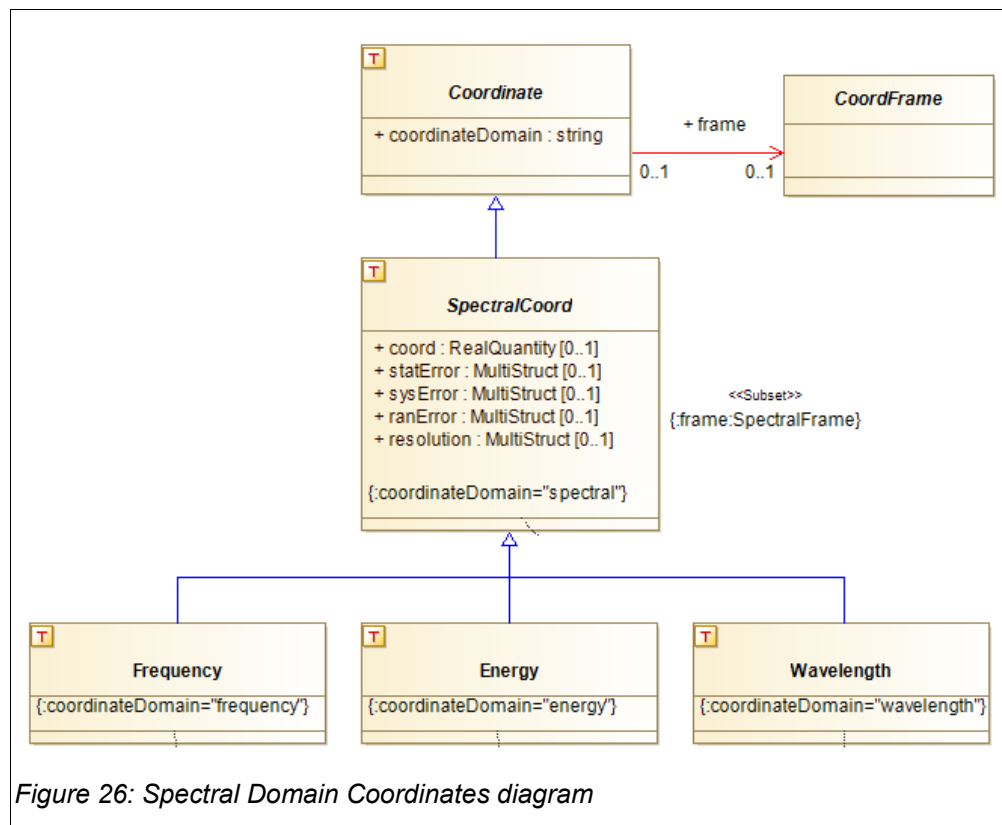 T
Coordinate
+ coordinateDomain : string
CoordFrame
+ frame
0..1
0..1
T
SpectralCoord
+ coord : RealQuantity [0..1]
+ statError : MultiStruct [0..1]
+ sysError : MultiStruct [0..1]
+ ranError : MultiStruct [0..1]
+ resolution : MultiStruct [0..1]
{:coordinateDomain="spectral"}
<<Subset>>
{:frame:SpectralFrame}
T
Frequency
{:coordinateDomain="frequency"}
T
Energy
{:coordinateDomain="energy"}
T
Wavelength
{:coordinateDomain="wavelength"}
Figure 26: Spectral Domain Coordinates diagram